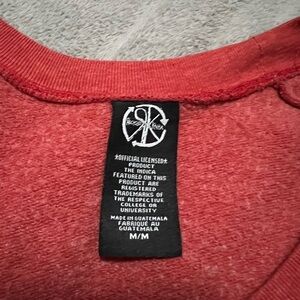 ★OFFICIAL LICENSED★
PRODUCT
THE INDICA
FEATURED ON THIS
PRODUCT ARE
REGISTERED
TRADEMARKS OF
THE RESPECTIVE
COLLEGE OR
UNIVERSITY
MADE IN GUATEMALA
FABRIQUÉ AU
GUATEMALA
M/M